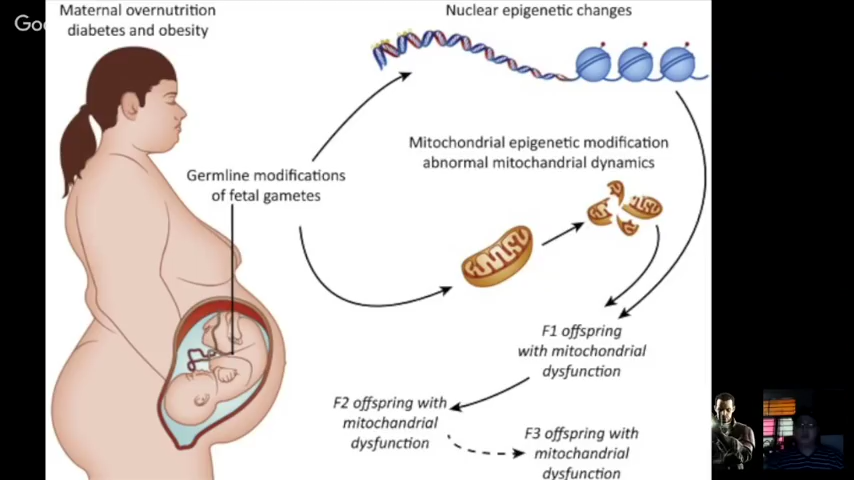 Maternal overnutrition
diabetes and obesity
Nuclear epigenetic changes
Mitochondrial epigenetic modification
abnormal mitochandrial dynamics
Germline modifications
of fetal gametes
F1 offspring
with mitochondrial
dysfunction
F2 offspring with
mitochondrial
dysfunction
F3 offspring with
mitochondrial
dysfunction